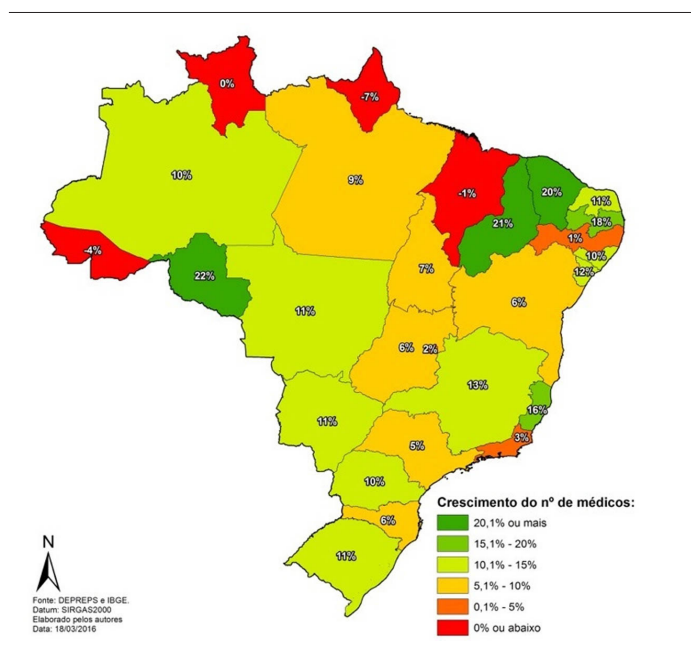 0%
-7%
10%
9%
-1%
20%
11%
21%
18%
1%
-4%
10%
22%
7%
12%
11%
6%
6%
2%
13%
11%
16%
5%
3%
10%
6%
11%
Crescimento do nº de médicos:
20,1% ou mais
15,1% - 20%
10,1% - 15%
5,1% - 10%
0,1% - 5%
0% ou abaixo
N
Fonte: DEPREPS e IBGE.
Datum: SIRGAS2000
Elaborado pelos autores
Data: 18/03/2016